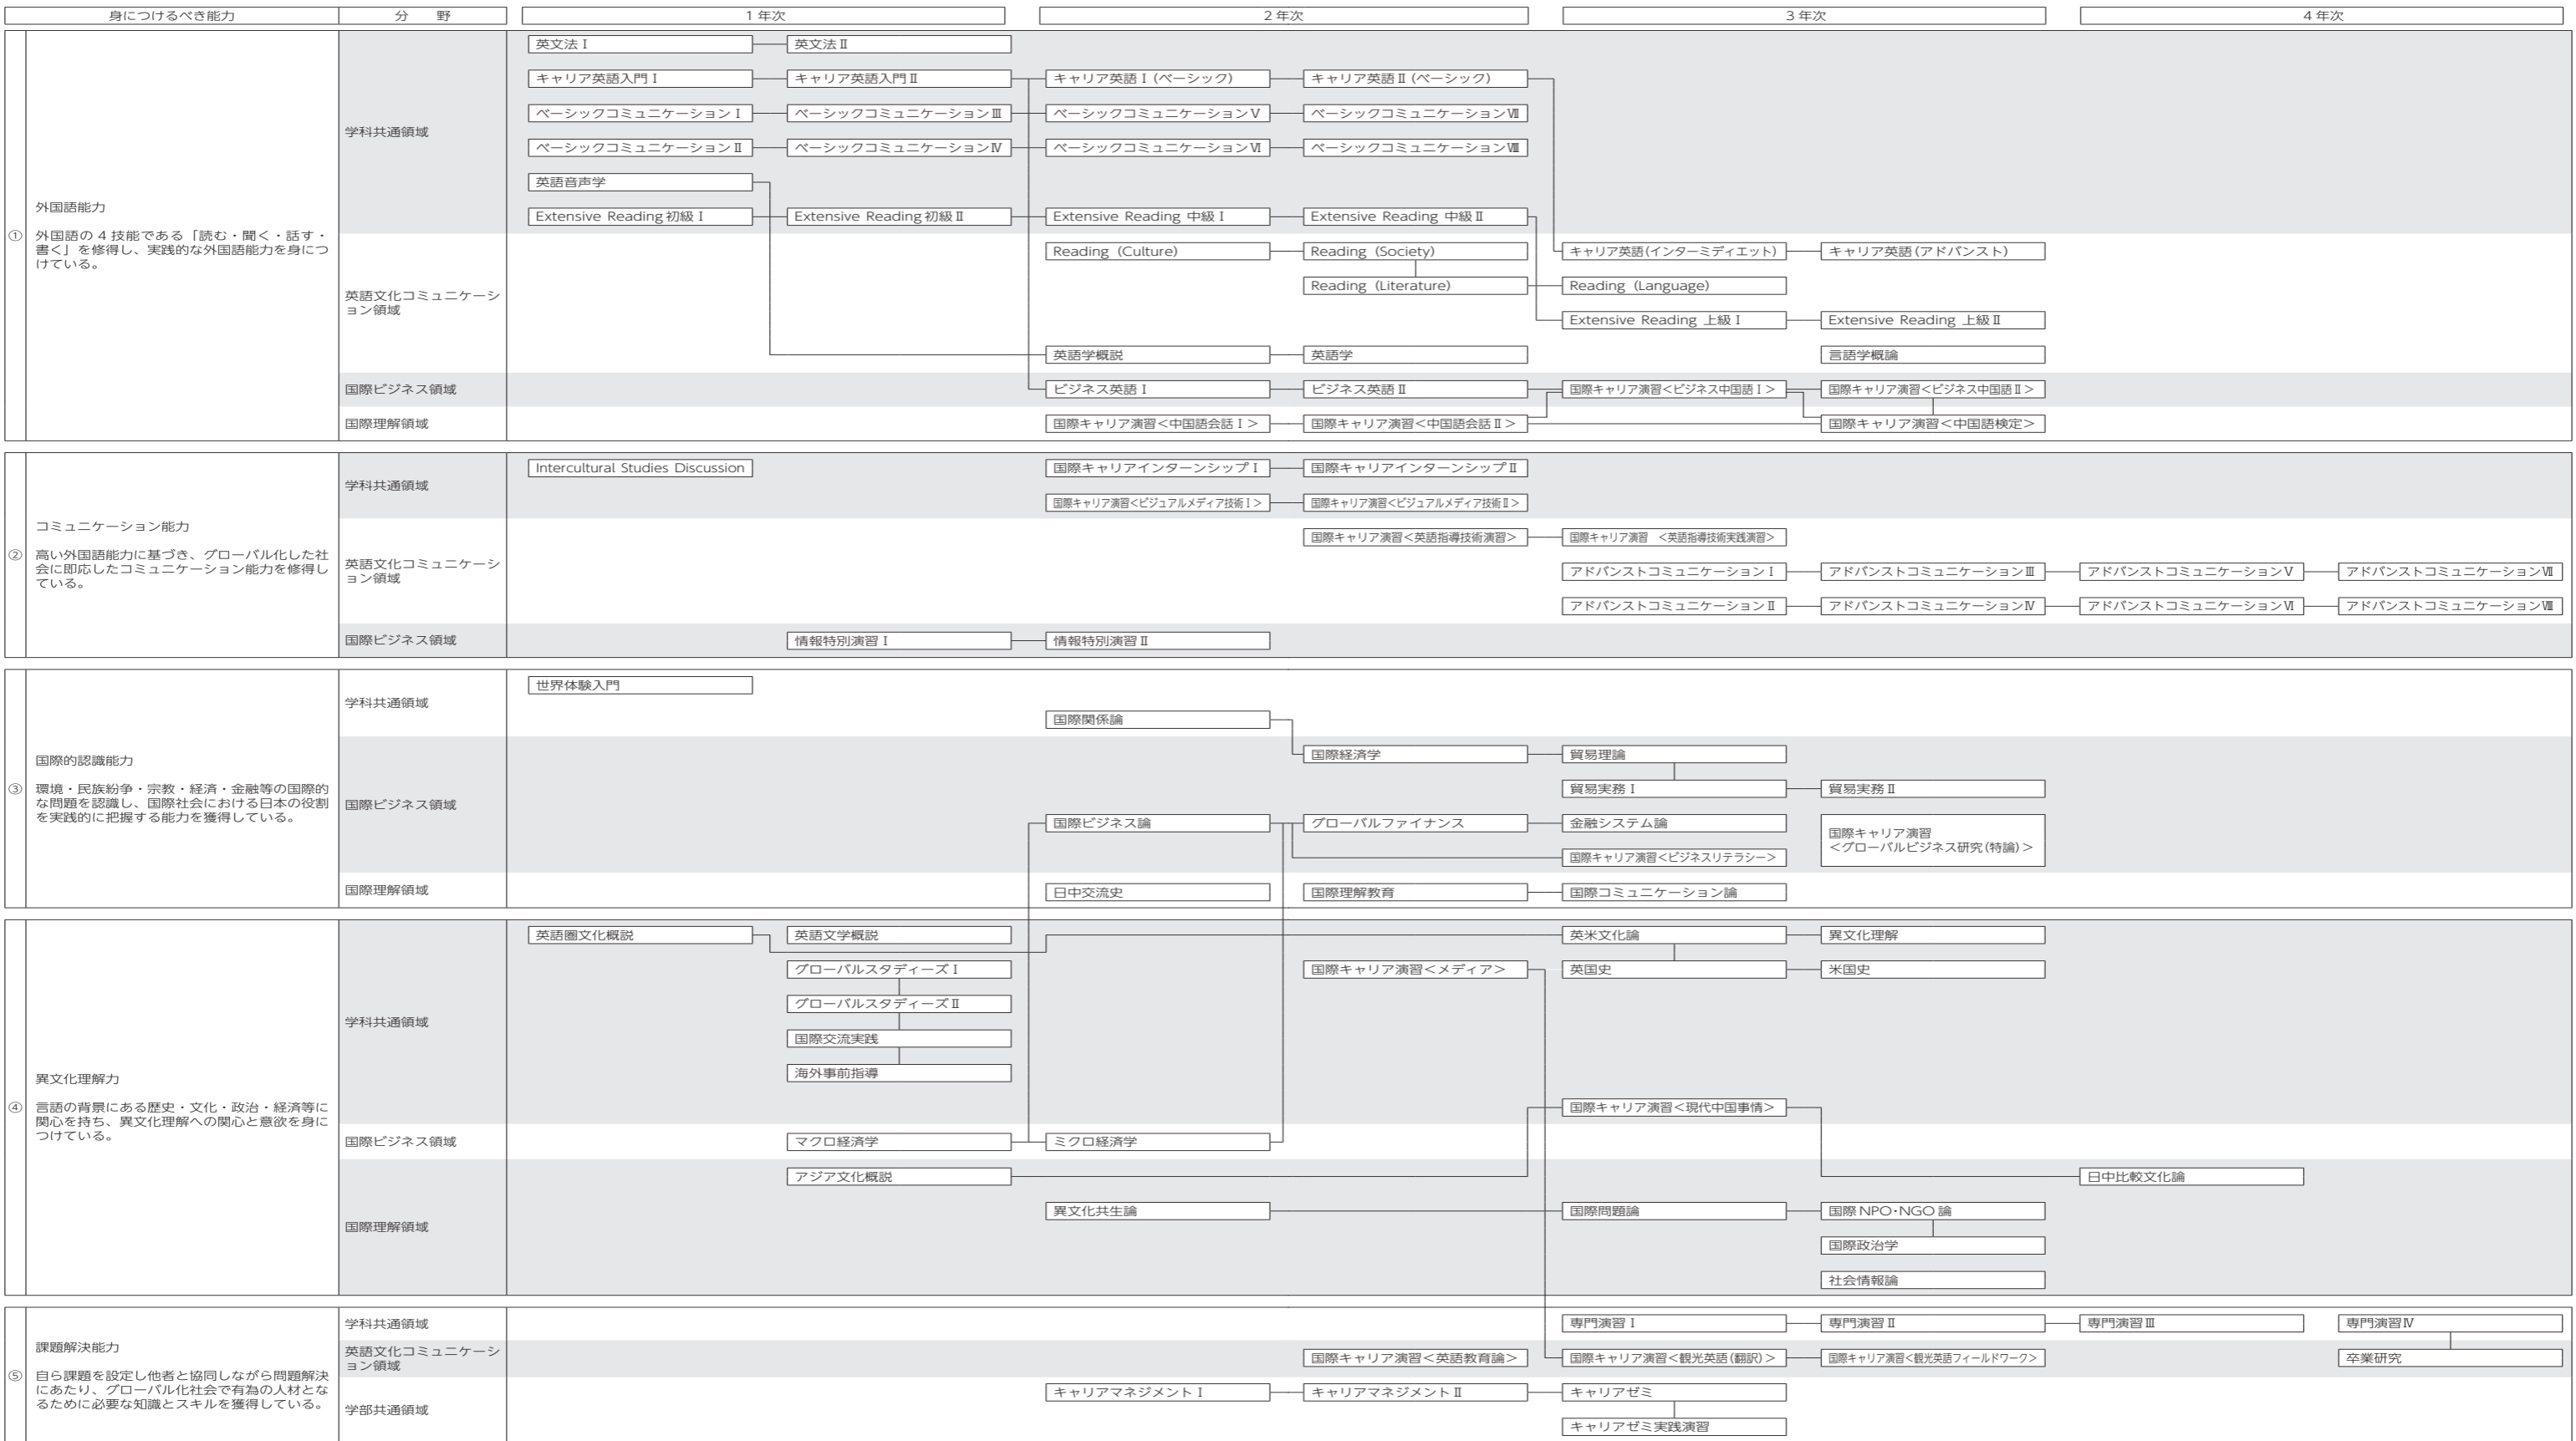 身につけるべき能力
分　野
1 年次
2 年次
3 年次
4 年次
①
外国語能力
外国語の 4 技能である「読む・聞く・話す・
書く」を修得し、実践的な外国語能力を身につ
けている。
学科共通領域
英文法Ⅰ
英文法Ⅱ
キャリア英語入門Ⅰ
キャリア英語入門Ⅱ
キャリア英語Ⅰ (ベーシック)
キャリア英語Ⅱ (ベーシック)
ベーシックコミュニケーションⅠ
ベーシックコミュニケーションⅢ
ベーシックコミュニケーションⅤ
ベーシックコミュニケーションⅦ
ベーシックコミュニケーションⅡ
ベーシックコミュニケーションⅣ
ベーシックコミュニケーションⅥ
ベーシックコミュニケーションⅧ
英語音声学
Extensive Reading 初級Ⅰ
Extensive Reading 初級Ⅱ
Extensive Reading 中級Ⅰ
Extensive Reading 中級Ⅱ
英語文化コミュニケーシ
ョン領域
Reading (Culture)
Reading (Society)
キャリア英語(インターミディエット)
キャリア英語(アドバンスト)
Reading (Literature)
Reading (Language)
Extensive Reading 上級Ⅰ
Extensive Reading 上級Ⅱ
英語学概説
英語学
言語学概論
国際ビジネス領域
ビジネス英語Ⅰ
ビジネス英語Ⅱ
国際キャリア演習<ビジネス中国語Ⅰ>
国際キャリア演習<ビジネス中国語Ⅱ>
国際理解領域
国際キャリア演習<中国語会話Ⅰ>
国際キャリア演習<中国語会話Ⅱ>
国際キャリア演習<中国語検定>
②
コミュニケーション能力
高い外国語能力に基づき、グローバル化した社
会に即応したコミュニケーション能力を修得し
ている。
学科共通領域
Intercultural Studies Discussion
国際キャリアインターンシップⅠ
国際キャリアインターンシップⅡ
国際キャリア演習<ビジュアルメディア技術Ⅰ>
国際キャリア演習<ビジュアルメディア技術Ⅱ>
英語文化コミュニケーシ
ョン領域
国際キャリア演習<英語指導技術演習>
国際キャリア演習　<英語指導技術実践演習>
アドバンストコミュニケーションⅠ
アドバンストコミュニケーションⅢ
アドバンストコミュニケーションⅤ
アドバンストコミュニケーションⅦ
アドバンストコミュニケーションⅡ
アドバンストコミュニケーションⅣ
アドバンストコミュニケーションⅥ
アドバンストコミュニケーションⅧ
国際ビジネス領域
情報特別演習Ⅰ
情報特別演習Ⅱ
③
国際的認識能力
環境・民族紛争・宗教・経済・金融等の国際的
な問題を認識し、国際社会における日本の役割
を実践的に把握する能力を獲得している。
学科共通領域
世界体験入門
国際関係論
国際ビジネス領域
国際経済学
貿易理論
貿易実務Ⅰ
貿易実務Ⅱ
国際ビジネス論
グローバルファイナンス
金融システム論
国際キャリア演習
<グローバルビジネス研究(特論)>
国際キャリア演習<ビジネスリテラシー>
国際理解領域
日中交流史
国際理解教育
国際コミュニケーション論
④
異文化理解力
言語の背景にある歴史・文化・政治・経済等に
関心を持ち、異文化理解への関心と意欲を身に
つけている。
学科共通領域
英語圏文化概説
英語文学概説
英米文化論
異文化理解
グローバルスタディーズⅠ
国際キャリア演習<メディア>
英国史
米国史
グローバルスタディーズⅡ
国際交流実践
海外事前指導
国際キャリア演習<現代中国事情>
国際ビジネス領域
マクロ経済学
ミクロ経済学
国際理解領域
アジア文化概説
日中比較文化論
異文化共生論
国際問題論
国際 NPO・NGO 論
国際政治学
社会情報論
⑤
課題解決能力
自ら課題を設定し他者と協同しながら問題解決
にあたり、グローバル化社会で有為の人材とな
るために必要な知識とスキルを獲得している。
学科共通領域
専門演習Ⅰ
専門演習Ⅱ
専門演習Ⅲ
専門演習Ⅳ
英語文化コミュニケーシ
ョン領域
国際キャリア演習<英語教育論>
国際キャリア演習<観光英語(翻訳)>
国際キャリア演習<観光英語フィールドワーク>
卒業研究
学部共通領域
キャリアマネジメントⅠ
キャリアマネジメントⅡ
キャリアゼミ
キャリアゼミ実践演習